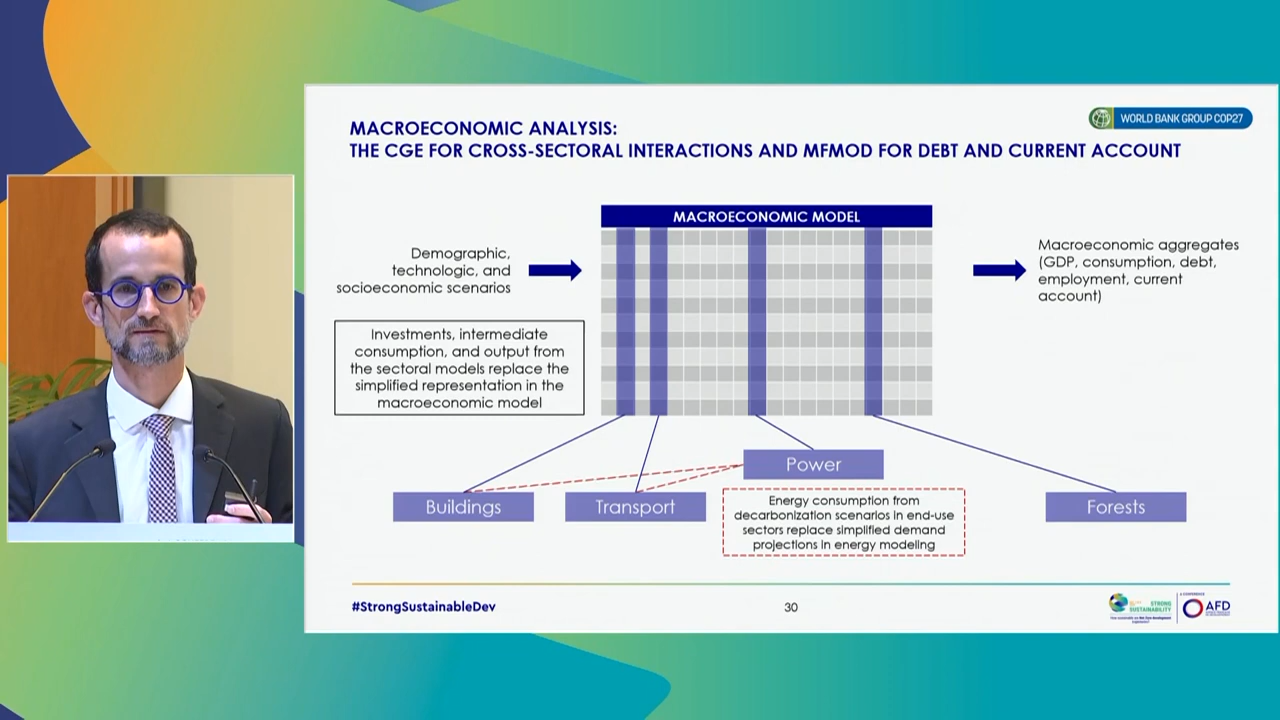 MACROECONOMIC ANALYSIS:
THE CGE FOR CROSS-SECTORAL INTERACTIONS AND MFMOD FOR DEBT AND CURRENT ACCOUNT
WORLD BANK GROUP COP27
MACROECONOMIC MODEL
Demographic,
technologic, and
socioeconomic scenarios
Macroeconomic aggregates
(GDP, consumption, debt,
employment, current
account)
Investments, intermediate
consumption, and output from
the sectoral models replace the
simplified representation in the
macroeconomic model
Power
Buildings
Transport
Forests
Energy consumption from
decarbonization scenarios in end-use
sectors replace simplified demand
projections in energy modeling
#StrongSustainableDev
30
STRONG
SUSTAINABILITY
A CONFERENCE
AFD